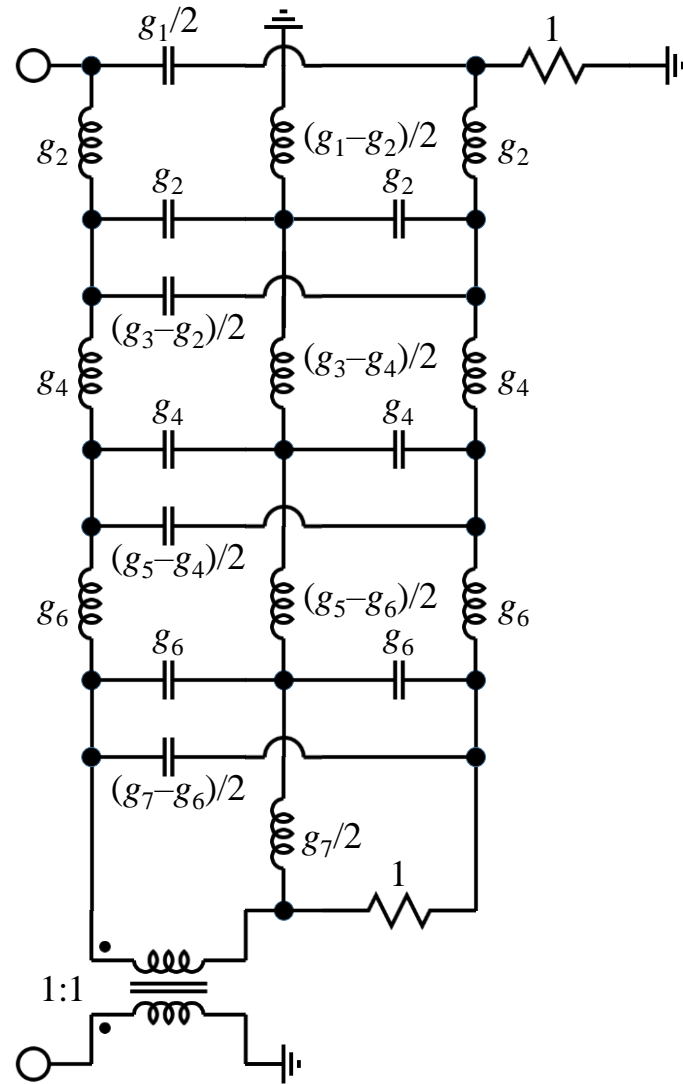 g₁/2
1
g₂ (g₁–g₂)/2 g₂
g₂ g₂
(g₃–g₂)/2
g₄ (g₃–g₄)/2 g₄
g₄ g₄
(g₅–g₄)/2
g₆ (g₅–g₆)/2 g₆
g₆ g₆
(g₇–g₆)/2
g₇/2
1
1:1